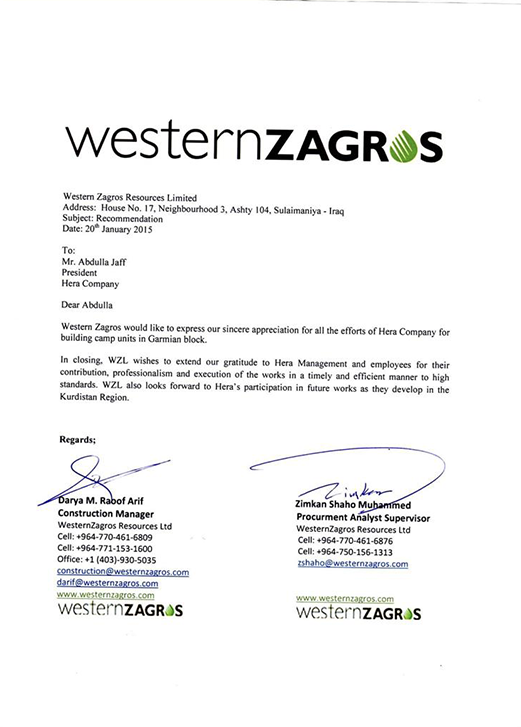 westernZAGROS
Western Zagros Resources Limited
Address: House No. 17, Neighbourhood 3, Ashty 104, Sulaimaniya - Iraq
Subject: Recommendation
Date: 20th January 2015
To:
Mr. Abdulla Jaff
President
Hera Company
Dear Abdulla
Western Zagros would like to express our sincere appreciation for all the efforts of Hera Company for
building camp units in Garmian block.
In closing, WZL wishes to extend our gratitude to Hera Management and employees for their
contribution, professionalism and execution of the works in a timely and efficient manner to high
standards. WZL also looks forward to Hera's participation in future works as they develop in the
Kurdistan Region.
Regards;
Darya M. Raoof Arif
Construction Manager
WesternZagros Resources Ltd
Cell: +964-770-461-6809
Cell: +964-771-153-1600
Office: +1 (403)-930-5035
construction@westernzagros.com
darif@westernzagros.com
www.westernzagros.com
westernZAGROS
Zimkan
Zimkan Shaho Muhammed
Procurment Analyst Supervisor
WesternZagros Resources Ltd
Cell: +964-770-461-6876
Cell: +964-750-156-1313
zshaho@westernzagros.com
www.westernzagros.com
westernZAGROS